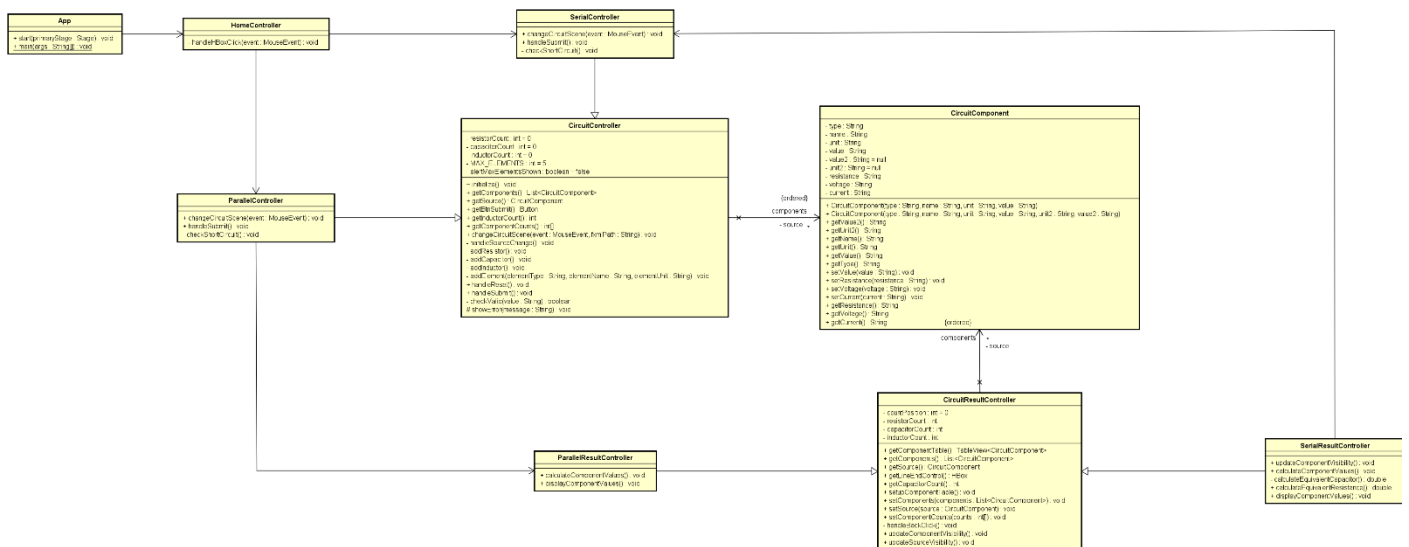 App
+ start(primaryStage : Stage) : void
+ main(args : String[]) : void
HomeController
handleHBoxClick(event : MouseEvent) : void
SerialController
+ changeCircuitScene(event : MouseEvent) : void
+ handleSubmit() : void
- checkShortCircuit() : void
CircuitController
- resistorCount : int = 0
- capacitorCount : int = 0
inductorCount : int = 0
- MAX_ELEMENTS : int = 5
alertMaxElementsShown : boolean = false
~ initialize() : void
+ getComponents() : List<CircuitComponent>
+ getSource() : CircuitComponent
+ getBtnSubmit() : Button
+ getInductorCount() : int
+ getComponentCounts() : int[]
+ changeCircuitScene(event : MouseEvent, fxmlPath : String) : void
- handleSourceChange() : void
addResistor() : void
- addCapacitor() : void
addInductor() : void
- addElement(elementType : String, elementName : String, elementUnit : String) : void
+ handleReset() : void
+ handleSubmit() : void
- checkValid(value : String) : boolean
# showError(message : String) : void
CircuitComponent
- type : String
- name : String
- unit : String
- value : String
- value2 : String = null
- unit2 : String = null
- resistance : String
- voltage : String
- current : String
+ CircuitComponent(type : String, name : String, unit : String, value : String)
+ CircuitComponent(type : String, name : String, unit : String, value : String, unit2 : String, value2 : String)
+ getValue2() : String
+ getUnit2() : String
+ getName() : String
+ getUnit() : String
+ getValue() : String
+ getType() : String
+ setValue(value : String) : void
+ setResistance(resistance : String) : void
+ setVoltage(voltage : String) : void
+ setCurrent(current : String) : void
+ getResistance() : String
+ getVoltage() : String
+ getCurrent() : String
{ordered}
components
- source *
ParallelController
+ changeCircuitScene(event : MouseEvent) : void
+ handleSubmit() : void
checkShortCircuit() : void
{ordered}
components *
- source
CircuitResultController
- countPosition : int = 0
- resistorCount : int
- capacitorCount : int
- inductorCount : int
+ getComponentTable() : TableView<CircuitComponent>
+ getComponents() : List<CircuitComponent>
+ getSource() : CircuitComponent
+ getLineEndControl() : HBox
+ getCapacitorCount() : int
+ setupComponentTable() : void
+ setComponents(components : List<CircuitComponent>) : void
+ setSource(source : CircuitComponent) : void
+ setComponentCounts(counts : int[]) : void
- handleBackClick() : void
+ updateComponentVisibility() : void
+ updateSourceVisibility() : void
ParallelResultController
+ calculateComponentValues() : void
+ displayComponentValues() : void
SerialResultController
+ updateComponentVisibility() : void
+ calculateComponentValues() : void
- calculateEquivalentCapacitor() : double
+ calculateEquivalentResistance() : double
+ displayComponentValues() : void